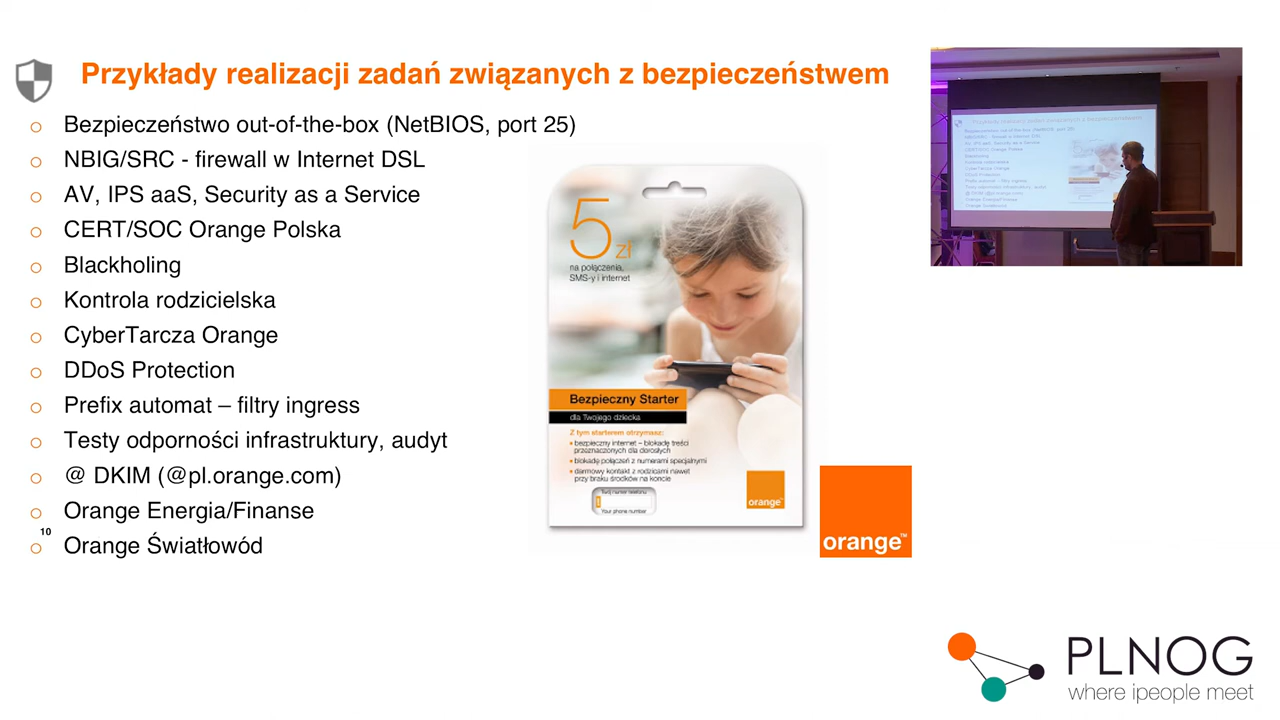 Przykłady realizacji zadań związanych z bezpieczeństwem
Bezpieczeństwo out-of-the-box (NetBIOS, port 25)
NBIG/SRC - firewall w Internet DSL
AV, IPS aaS, Security as a Service
CERT/SOC Orange Polska
Blackholing
Kontrola rodzicielska
CyberTarcza Orange
DDoS Protection
Prefix automat – filtry ingress
Testy odporności infrastruktury, audyt
@ DKIM (@pl.orange.com)
Orange Energia/Finanse
10
Orange Światłowód
5 zł
na połączenia,
SMS-y i internet
Bezpieczny Starter
dla Twojego dziecka
Z tym starterem otrzymasz:
• bezpieczny internet – blokadę treści
przeznaczonych dla dorosłych
• blokadę połączeń z numerami specjalnymi
• darmowy kontakt z rodzicami nawet
przy braku środków na koncie
Twój numer telefonu
Your phone number
orange™
orange™
PLNOG
where ipeople meet